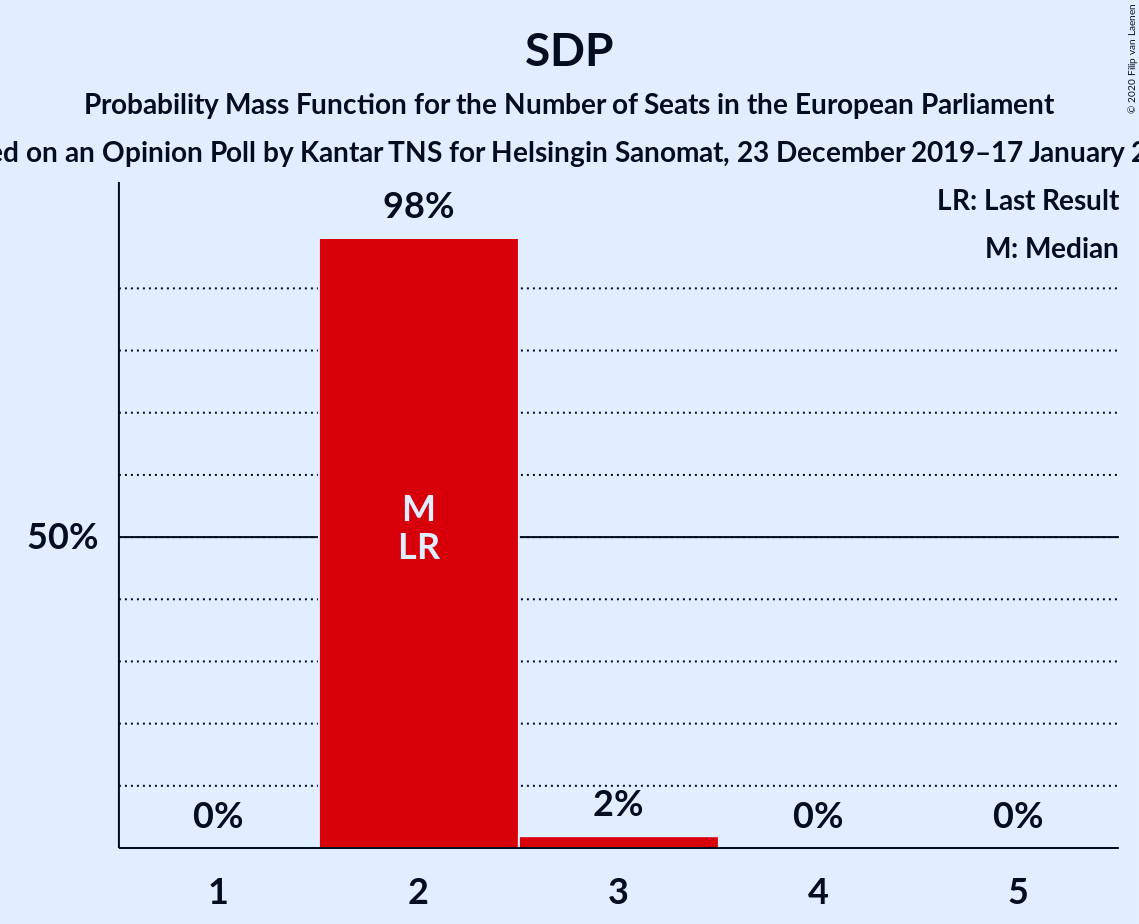 SDP
Probability Mass Function for the Number of Seats in the European Parliament
on an Opinion Poll by Kantar TNS for Helsingin Sanomat, 23 December 2019–17 January
© 2020 Filip van Laenen
LR: Last Result
M: Median
98%
M
LR
50%
0%
2%
0%
0%
1
2
3
4
5